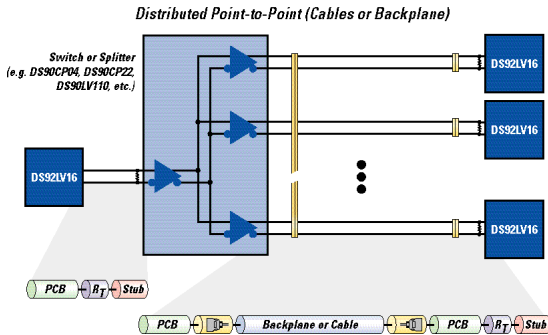 Distributed Point-to-Point (Cables or Backplane)
Switch or Splitter
(e.g. DS90CP04, DS90CP22,
DS90LV110, etc.)
DS92LV16
DS92LV16
DS92LV16
DS92LV16
PCB
RT
Stub
PCB
Backplane or Cable
PCB
RT
Stub